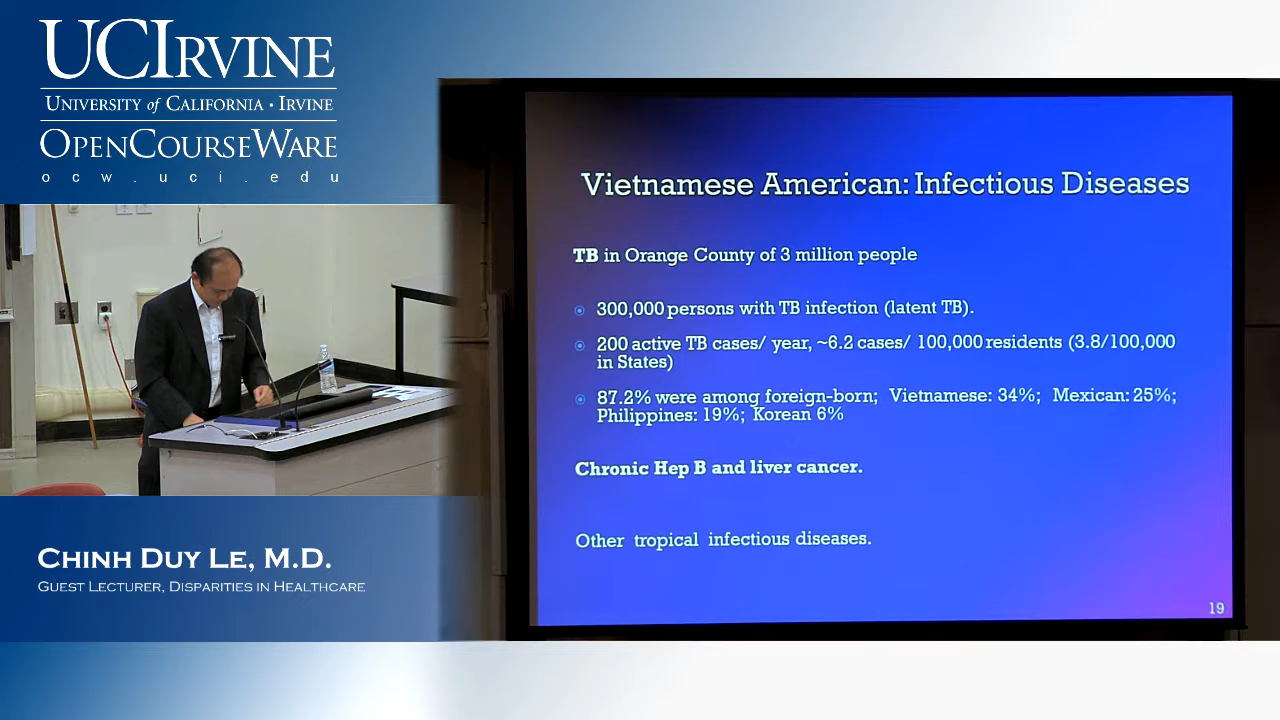 UCIRVINE
UNIVERSITY of CALIFORNIA · IRVINE
OPENCOURSEWARE
ocw.uci.edu
Vietnamese American: Infectious Diseases
TB in Orange County of 3 million people
300,000 persons with TB infection (latent TB).
200 active TB cases/ year, ~6.2 cases/ 100,000 residents (3.8/100,000
in States)
87.2% were among foreign-born; Vietnamese: 34%; Mexican: 25%;
Philippines: 19%; Korean 6%
Chronic Hep B and liver cancer.
Other tropical infectious diseases.
19
CHINH DUY LE, M.D.
GUEST LECTURER, DISPARITIES IN HEALTHCARE